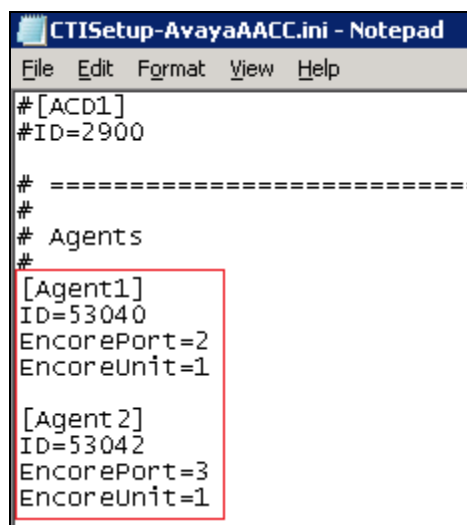 CTISetup-AvayaAACC.ini - Notepad
File Edit Format View Help
#[ACD1]
#ID=2900
# ===========================
#
# Agents
#
[Agent1]
ID=53040
EncorePort=2
EncoreUnit=1
[Agent2]
ID=53042
EncorePort=3
EncoreUnit=1